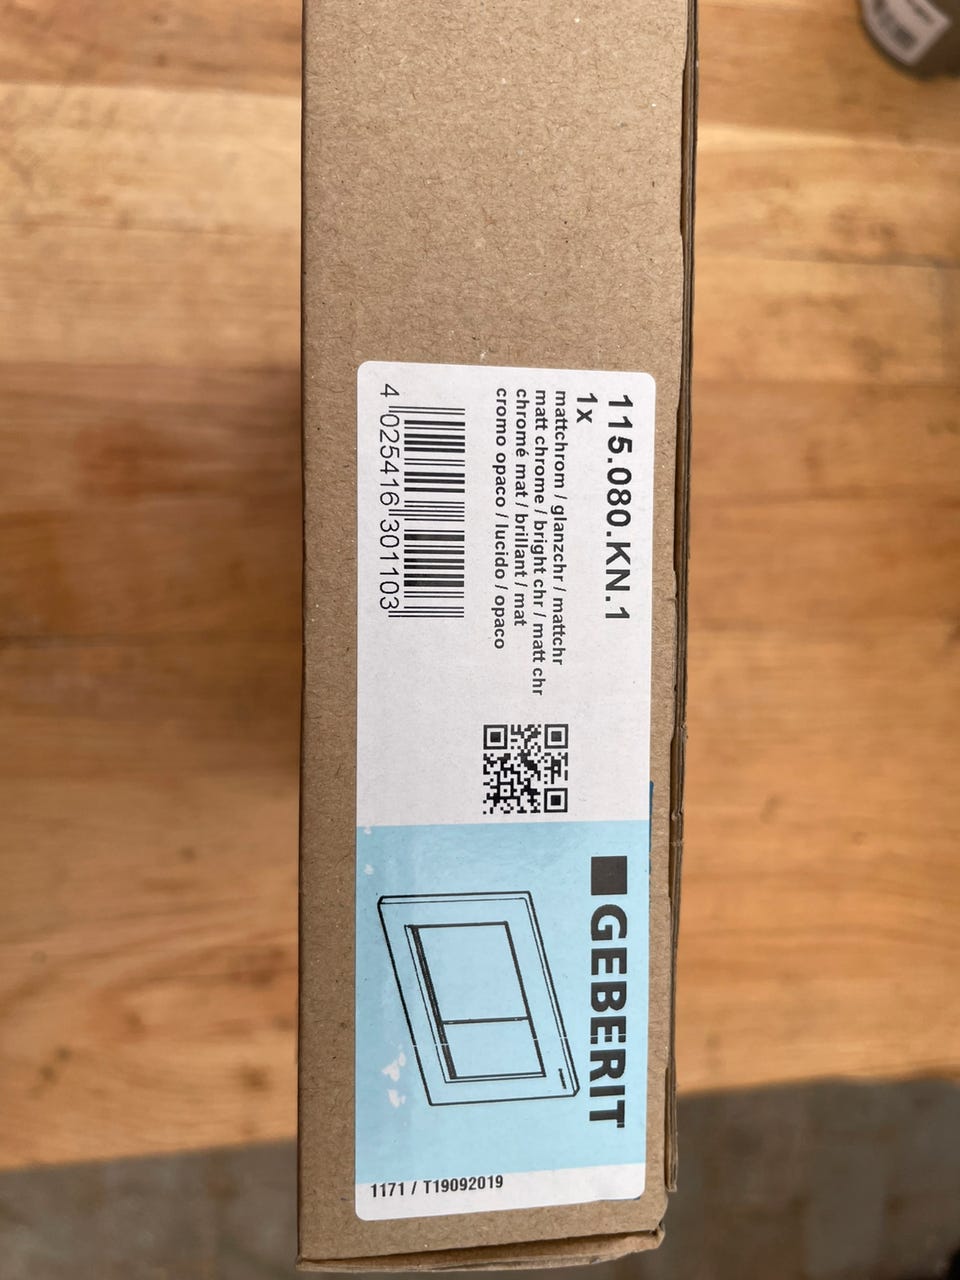 115.080.KN.1
1x
mattchrom / glanzchr / mattchr
matt chrome / bright chr / matt chr
chromé mat / brillant / mat
cromo opaco / lucido / opaco
4 025416 301103
GEBERIT
1171 / T19092019